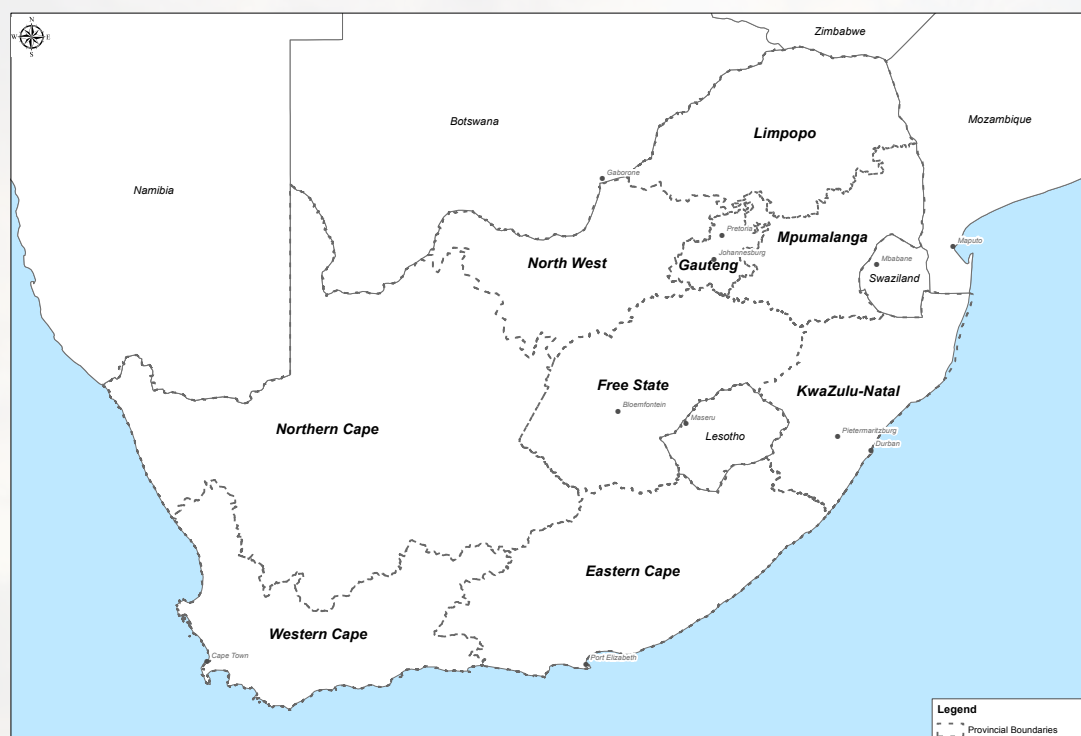 N
W
E
S
Zimbabwe
Botswana
Mozambique
Limpopo
Gaborone
Namibia
Pretoria
Mpumalanga
Maputo
Johannesburg
North West
Gauteng
Mbabane
Swaziland
Free State
KwaZulu-Natal
Bloemfontein
Maseru
Northern Cape
Lesotho
Pietermaritzburg
Durban
Eastern Cape
Western Cape
Cape Town
Port Elizabeth
Legend
Provincial Boundaries